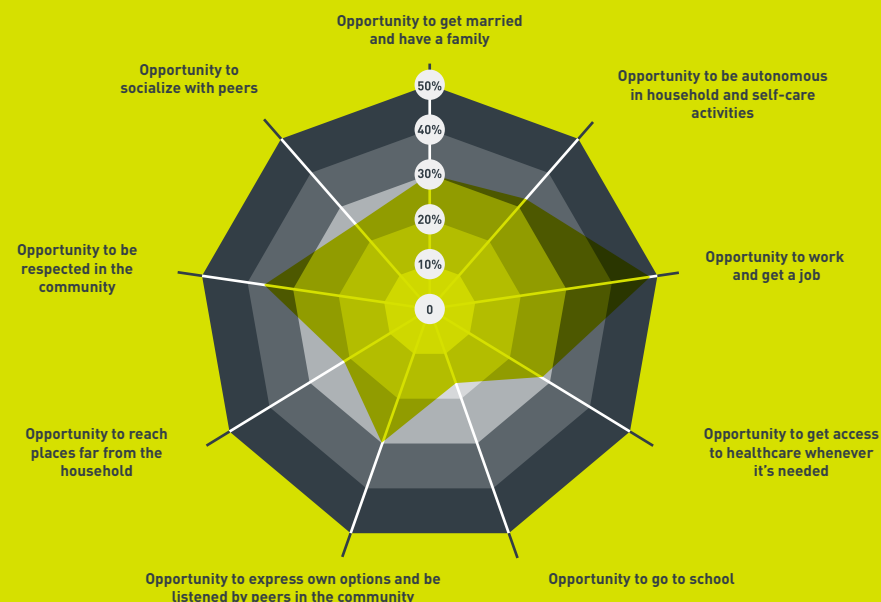 Opportunity to get married
and have a family
Opportunity to
socialize with peers
Opportunity to be autonomous
in household and self-care
activities
50%
40%
30%
20%
10%
0
Opportunity to be
respected in the
community
Opportunity to work
and get a job
Opportunity to reach
places far from the
household
Opportunity to get access
to healthcare whenever
it's needed
Opportunity to express own options and be
listened by peers in the community
Opportunity to go to school